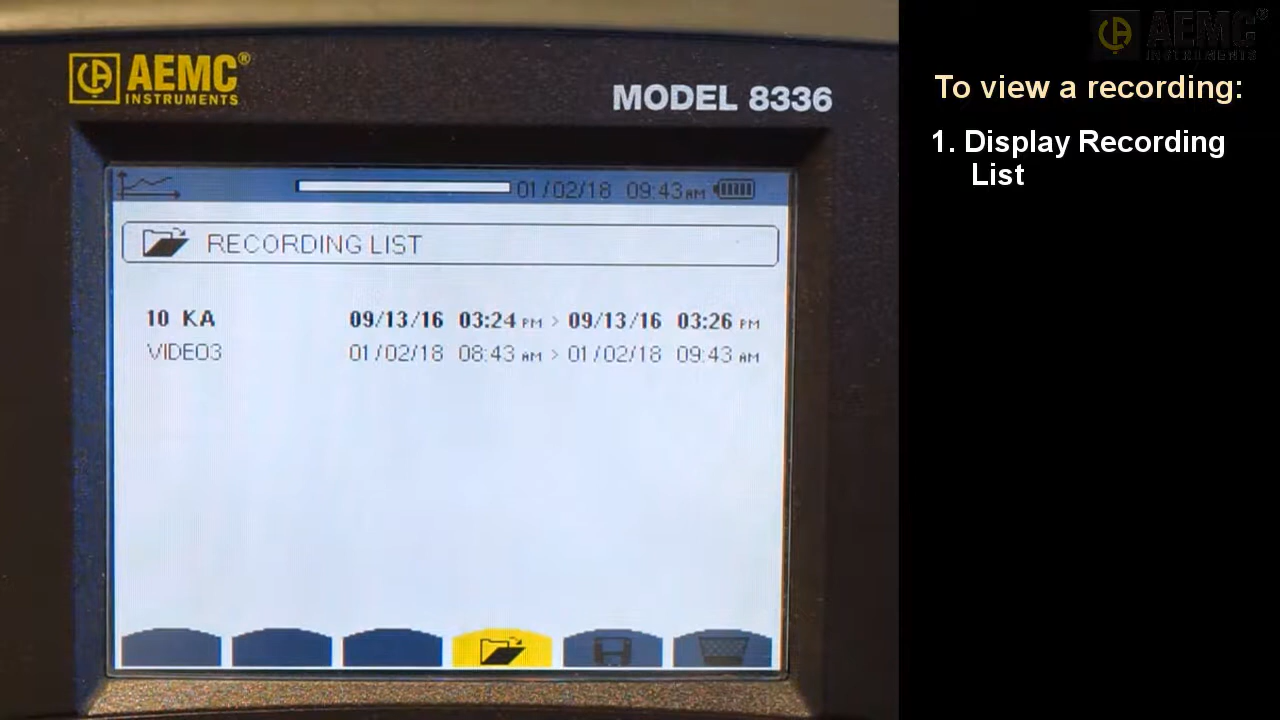 AEMC®
INSTRUMENTS
MODEL 8336
01/02/18 09:43 AM
RECORDING LIST
10 KA 09/13/16 03:24 PM > 09/13/16 03:26 PM
VIDEO3 01/02/18 08:43 AM > 01/02/18 09:43 AM
AEMC®
INSTRUMENTS
To view a recording:
1. Display Recording
List